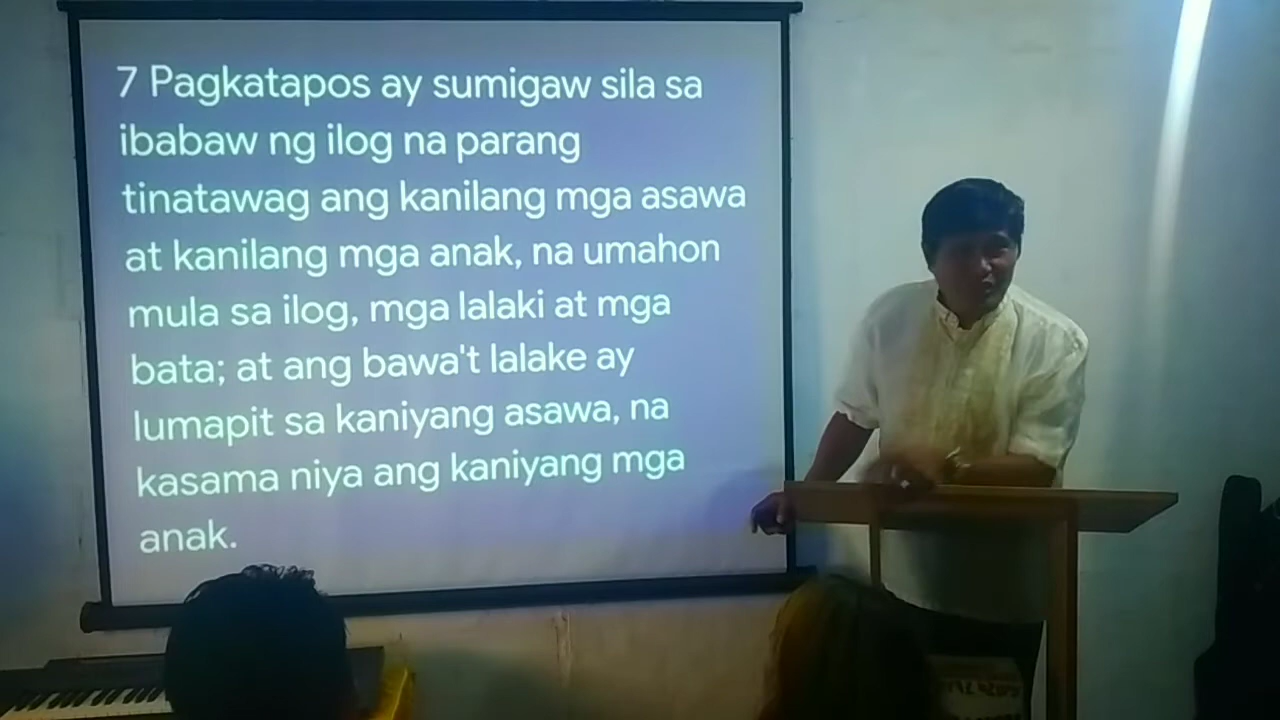 7 Pagkatapos ay sumigaw sila sa
ibabaw ng ilog na parang
tinatawag ang kanilang mga asawa
at kanilang mga anak, na umahon
mula sa ilog, mga lalaki at mga
bata; at ang bawa't lalake ay
lumapit sa kaniyang asawa, na
kasama niya ang kaniyang mga
anak.